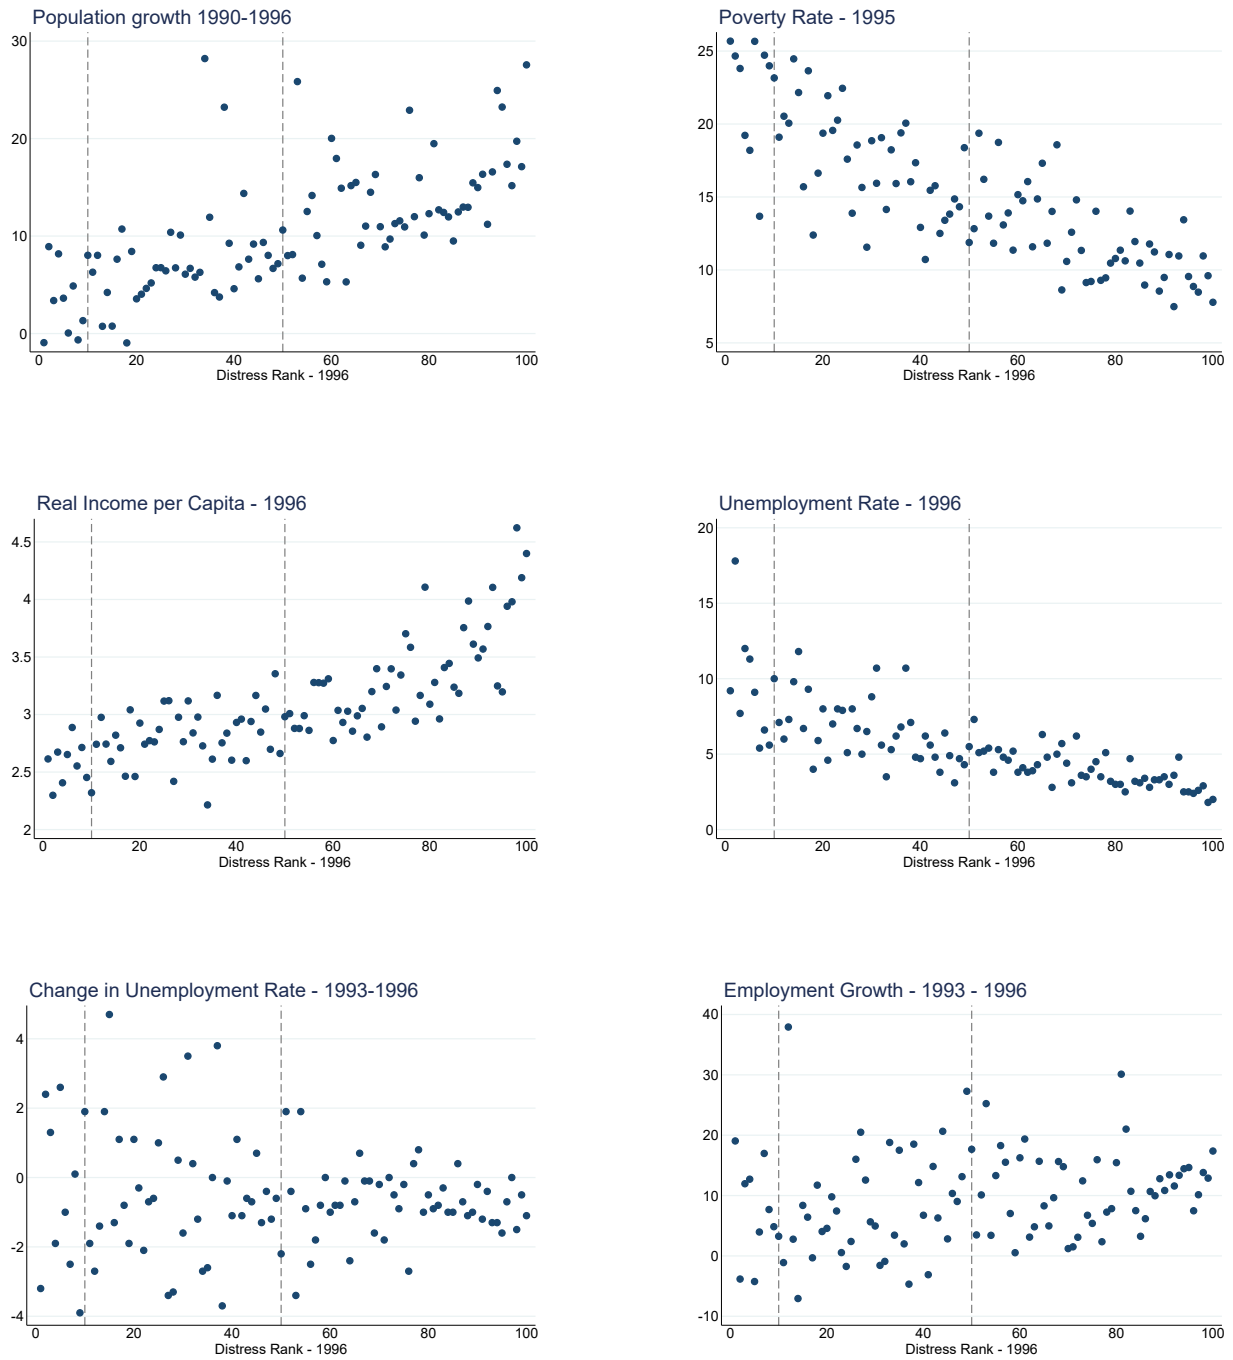 Population growth 1990-1996
30
20
10
0
0 20 40 60 80 100
Distress Rank - 1996
Poverty Rate - 1995
25
20
15
10
5
0 20 40 60 80 100
Distress Rank - 1996
Real Income per Capita - 1996
4.5
4
3.5
3
2.5
2
0 20 40 60 80 100
Distress Rank - 1996
Unemployment Rate - 1996
20
15
10
5
0
0 20 40 60 80 100
Distress Rank - 1996
Change in Unemployment Rate - 1993-1996
4
2
0
-2
-4
0 20 40 60 80 100
Distress Rank - 1996
Employment Growth - 1993 - 1996
40
30
20
10
0
-10
0 20 40 60 80 100
Distress Rank - 1996